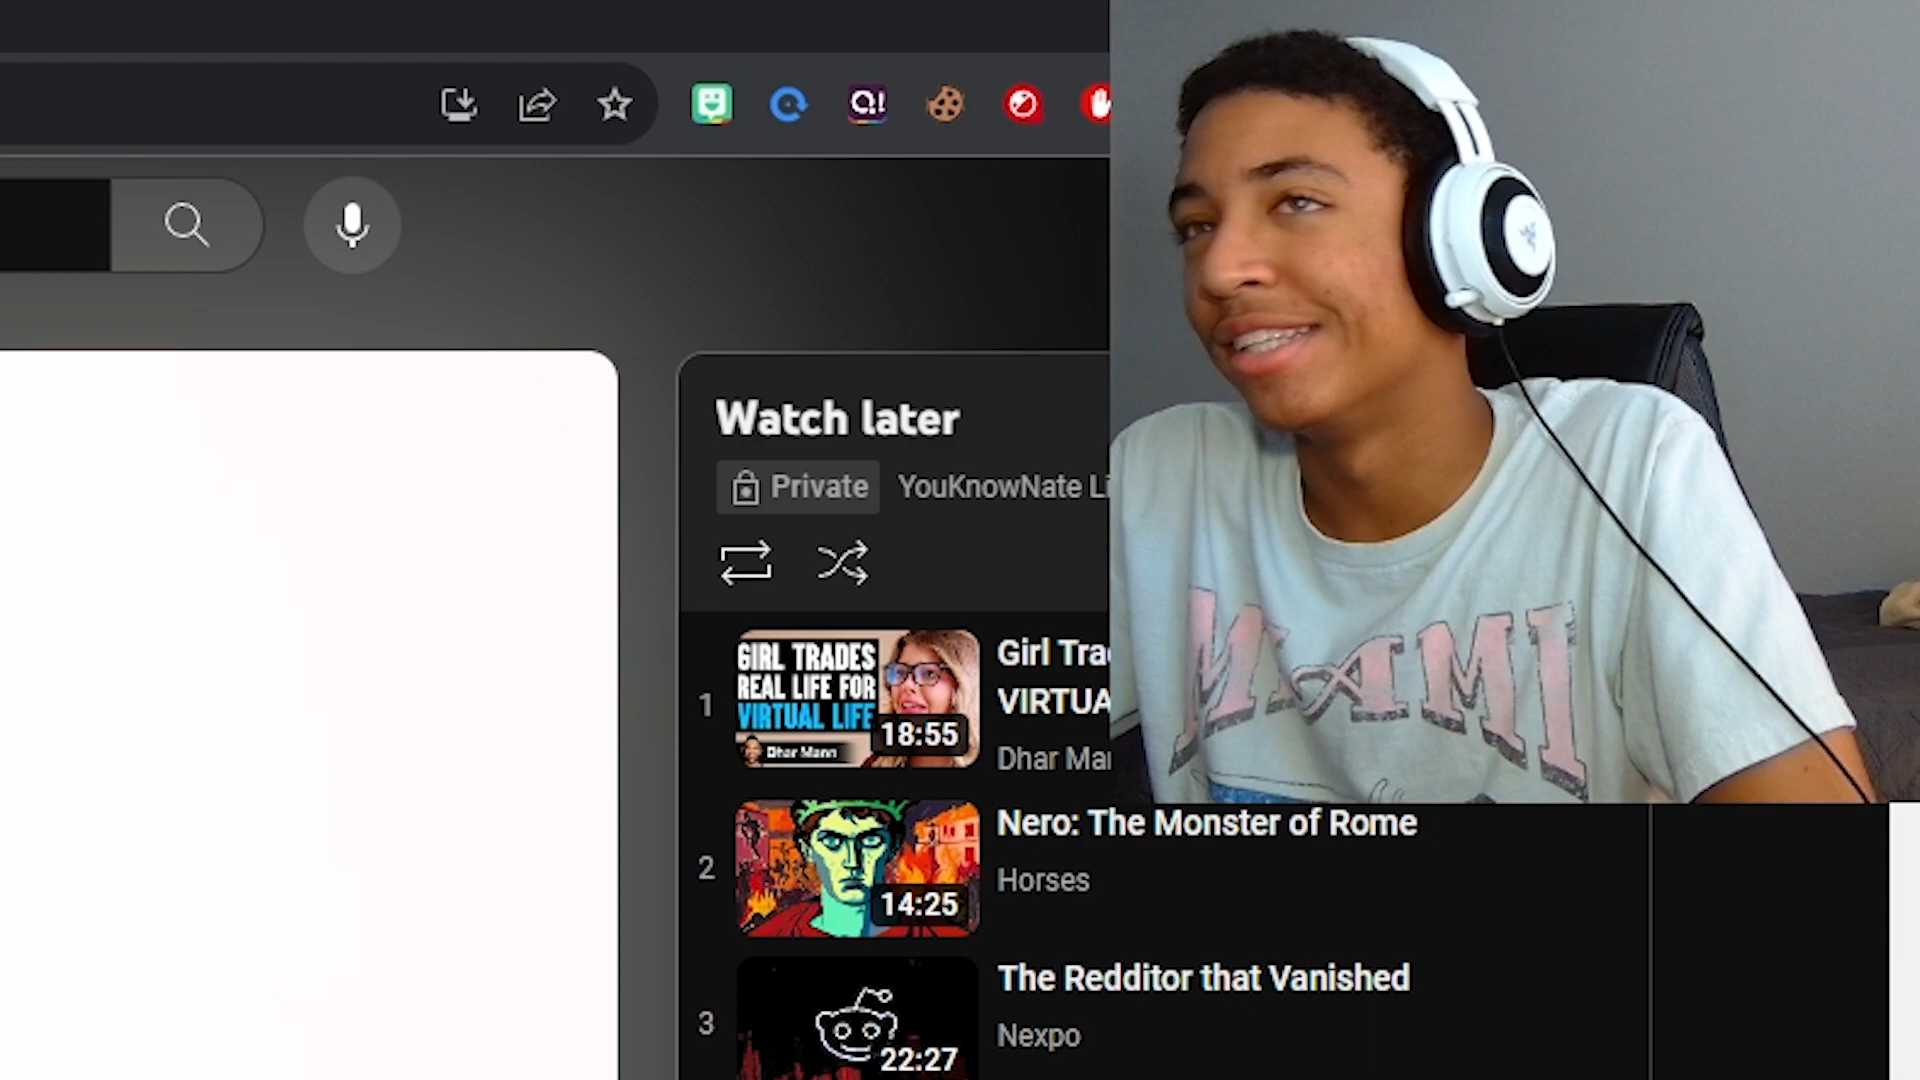 Watch later
Private
YouKnowNate Li
1
GIRL TRADES
REAL LIFE FOR
VIRTUAL LIFE
Dhar Mann
18:55
Girl Tra
VIRTUA
Dhar Ma
2
14:25
Nero: The Monster of Rome
Horses
3
22:27
The Redditor that Vanished
Nexpo
MIAMI